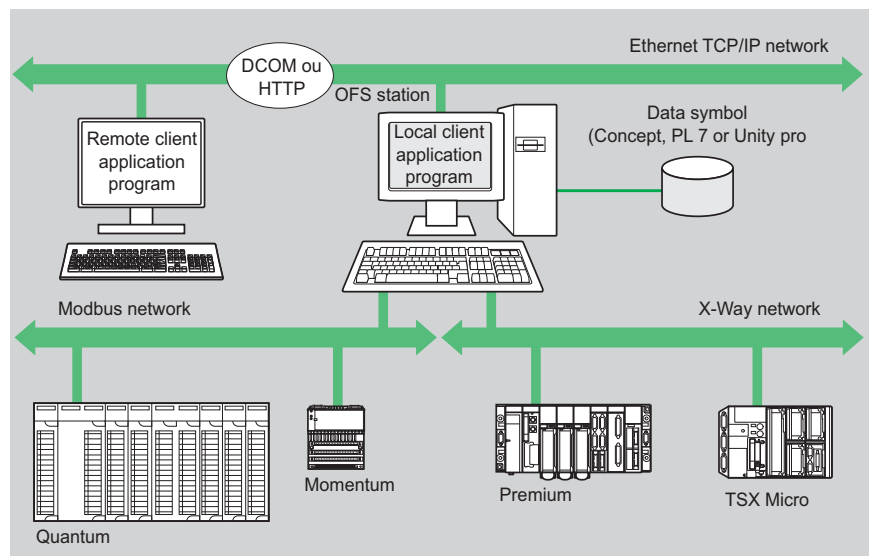 Ethernet TCP/IP network
DCOM ou
HTTP
OFS station
Remote client
application
program
Local client
application
program
Data symbol
(Concept, PL 7 or Unity pro
Modbus network
X-Way network
Quantum
Momentum
Premium
TSX Micro